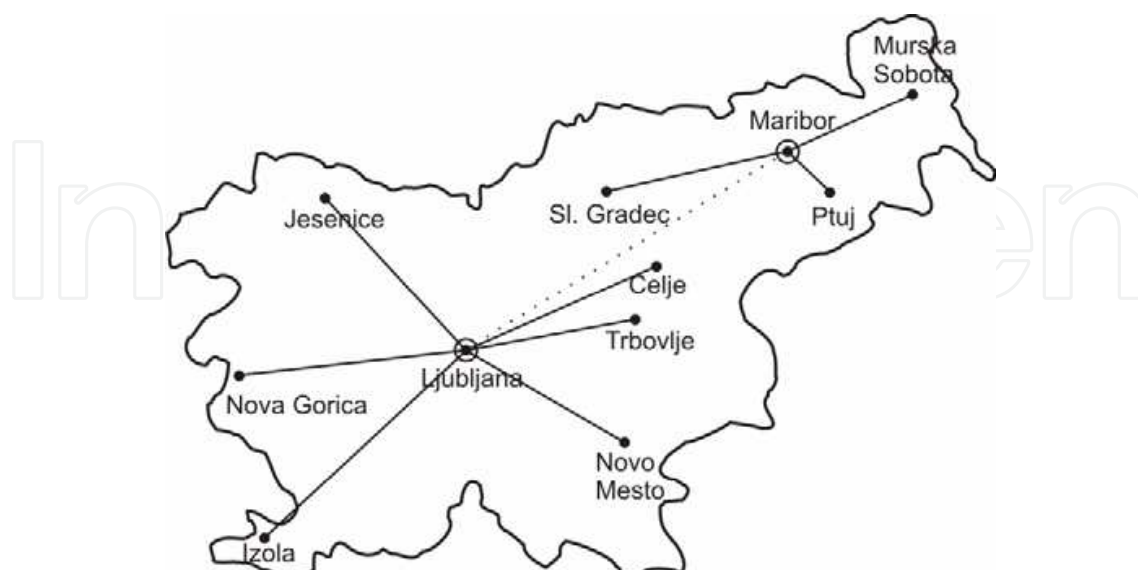 Murska
Sobota
Maribor
Jesenice
Sl. Gradec
Ptuj
Celje
Trbovlje
Ljubljana
Nova Gorica
Novo
Mesto
Izola